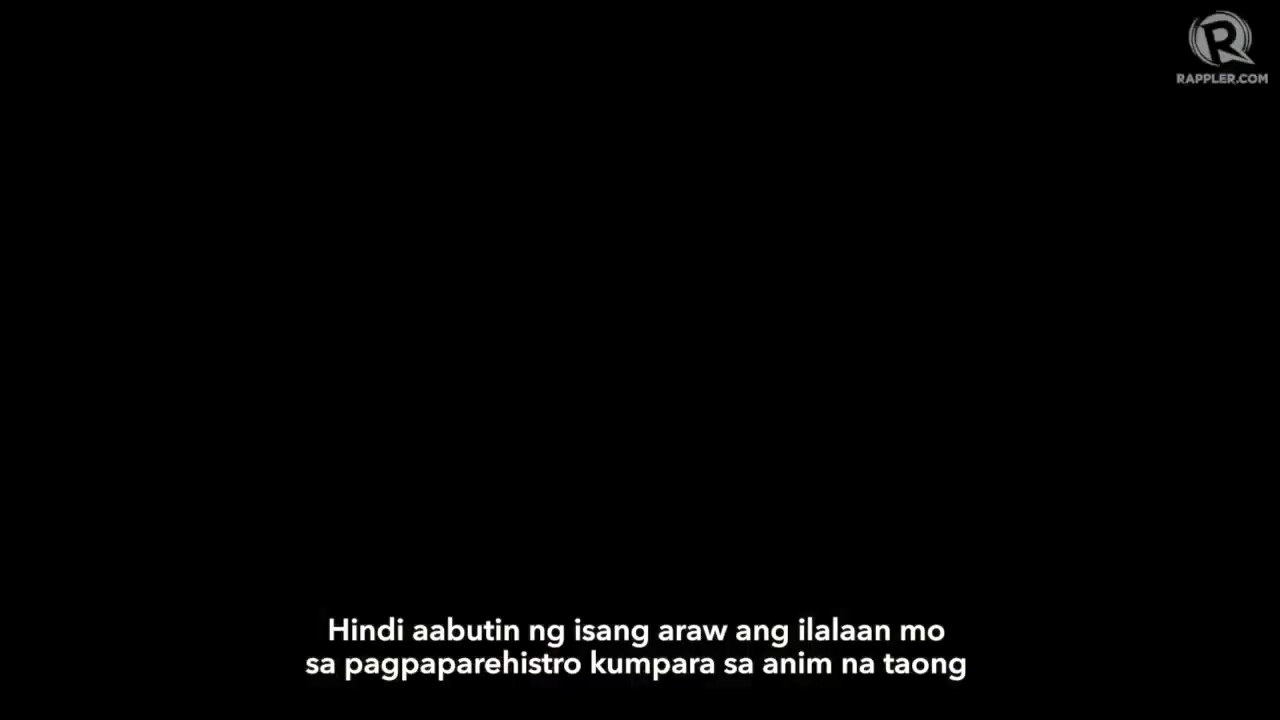 RAPPLER.COM
Hindi aabutin ng isang araw ang ilalaan mo
sa pagpaparehistro kumpara sa anim na taong